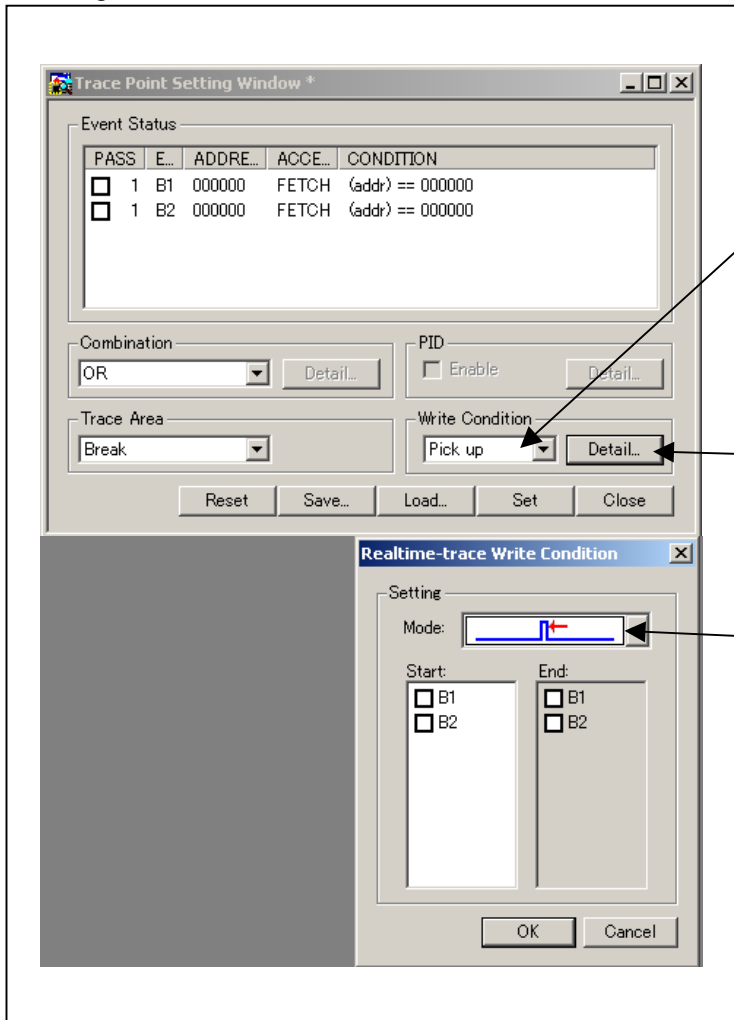 Trace Point Setting Window *
Event Status
PASS E... ADDRE... ACCE... CONDITION
1 B1 000000 FETCH (addr) == 000000
1 B2 000000 FETCH (addr) == 000000
Combination
OR Detail...
PID
Enable Detail...
Trace Area
Break
Write Condition
Pick up Detail...
Reset Save... Load... Set Close
Realtime-trace Write Condition
Setting
Mode:
Start: End:
B1 B1
B2 B2
OK Cancel